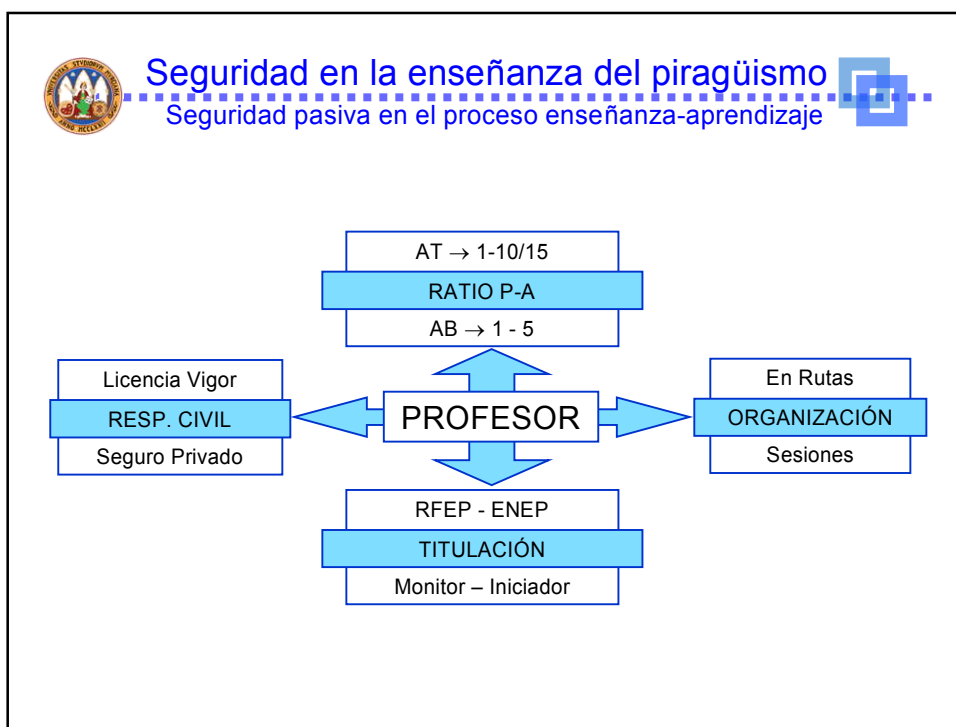 Seguridad en la enseñanza del piragüismo
Seguridad pasiva en el proceso enseñanza-aprendizaje
AT → 1-10/15
RATIO P-A
AB → 1 - 5
Licencia Vigor
RESP. CIVIL
Seguro Privado
PROFESOR
En Rutas
ORGANIZACIÓN
Sesiones
RFEP - ENEP
TITULACIÓN
Monitor – Iniciador